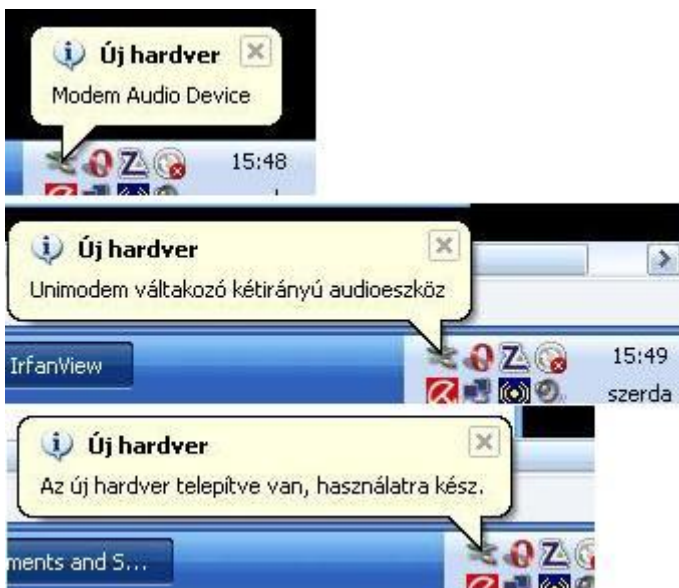 Új hardver
Modem Audio Device
15:48
Új hardver
Unimodem váltakozó kétirányú audioeszköz
IrfanView
15:49
szerda
Új hardver
Az új hardver telepítve van, használatra kész.
ments and S...